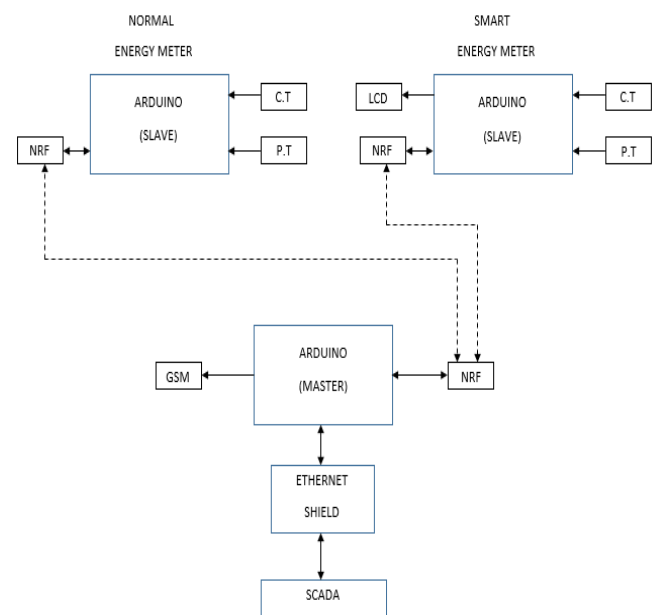 NORMAL
ENERGY METER
ARDUINO
(SLAVE)
C.T
P.T
NRF
SMART
ENERGY METER
LCD
ARDUINO
(SLAVE)
C.T
NRF
P.T
ARDUINO
(MASTER)
GSM
NRF
ETHERNET
SHIELD
SCADA